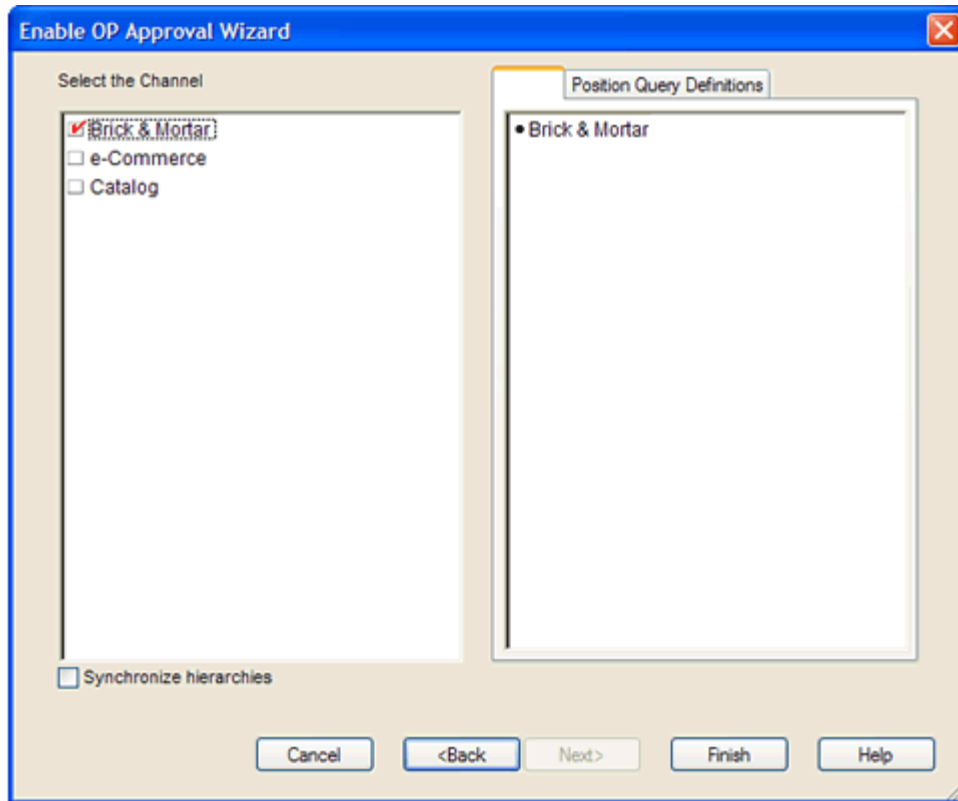 Enable OP Approval Wizard
Select the Channel
Position Query Definitions
Brick & Mortar
e-Commerce
Catalog
• Brick & Mortar
Synchronize hierarchies
Cancel
<Back
Next>
Finish
Help